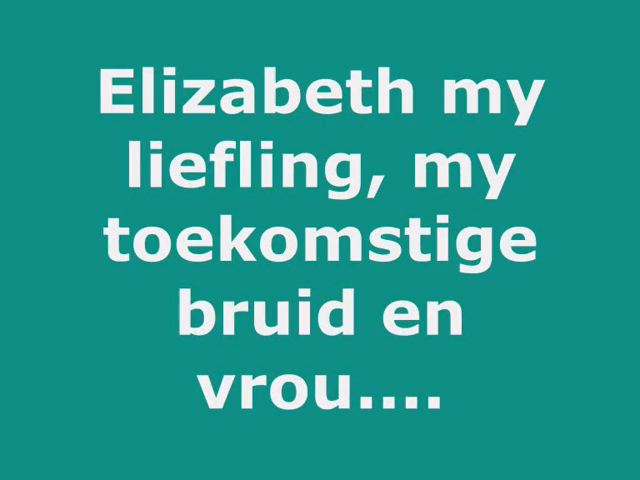 Elizabeth my
liefling, my
toekomstige
bruid en
vrou....